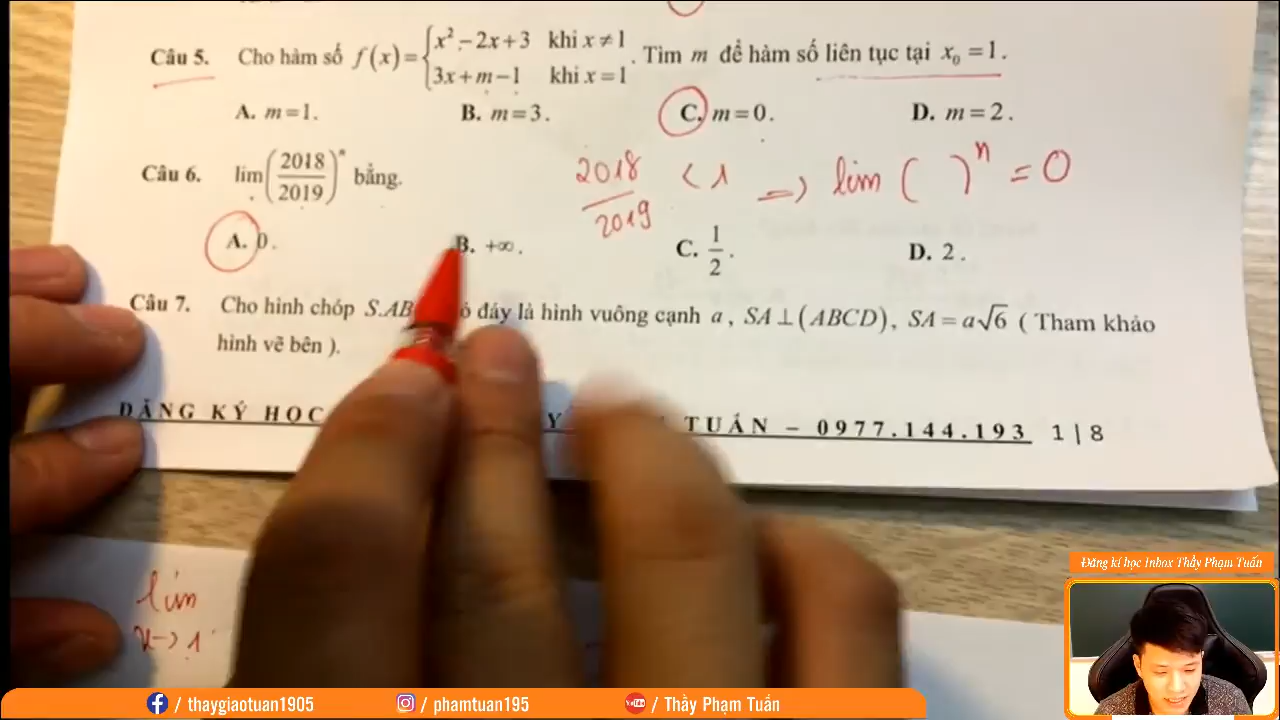 Câu 5. Cho hàm số f(x) = { x² − 2x + 3 khi x ≠ 1
3x + m − 1 khi x = 1 . Tìm m để hàm số liên tục tại x₀ = 1.
A. m = 1. B. m = 3. C. m = 0. D. m = 2.
Câu 6. lim (2018/2019)ⁿ bằng. 2018/2019 < 1 => lim ( )ⁿ = 0
A. 0. B. +∞. C. 1/2. D. 2.
Câu 7. Cho hình chóp S.AB đáy là hình vuông cạnh a, SA ⊥ (ABCD), SA = a√6 ( Tham khảo
hình vẽ bên ).
ĐĂNG KÝ HỌC TUẤN – 0977.144.193 1|8
lim
x→1
Đăng kí học Inbox Thầy Phạm Tuấn
/ thaygiaotuan1905 / phamtuan195 YouTube / Thầy Phạm Tuấn